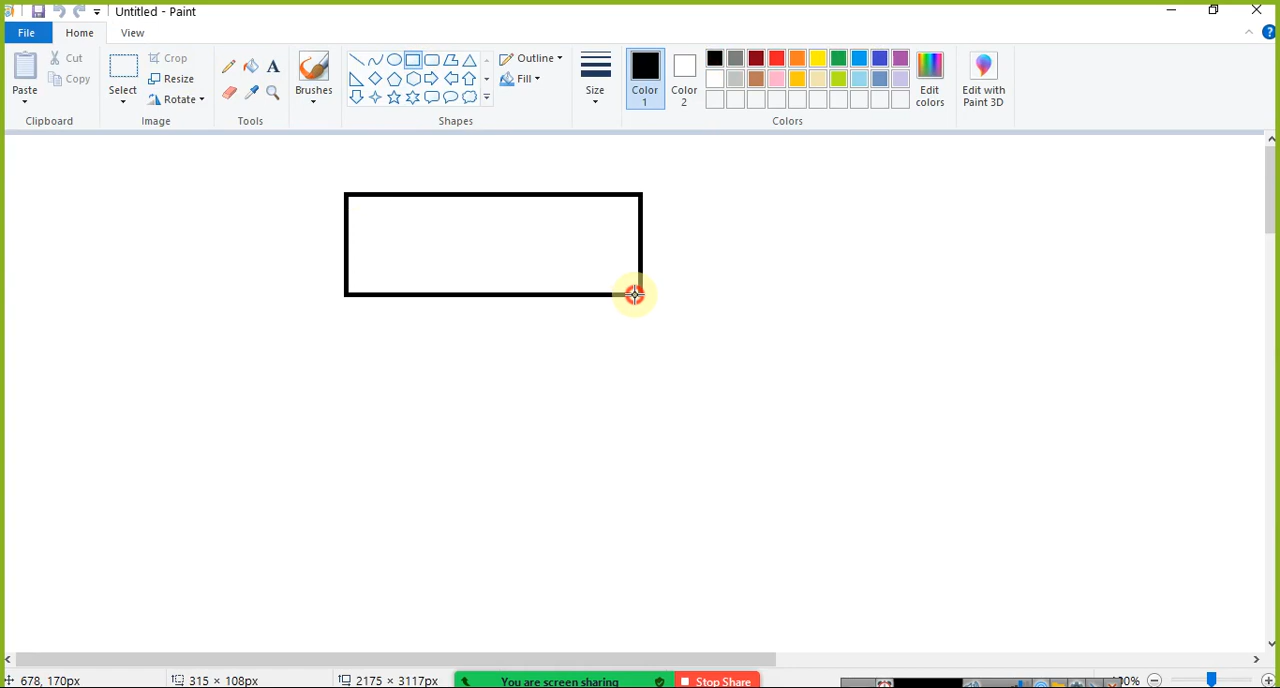 Untitled - Paint
File Home View
Paste
Cut
Copy
Clipboard
Select
Crop
Resize
Rotate
Image
A
Tools
Brushes
Outline
Fill
Shapes
Size
Color 1
Color 2
Edit colors
Colors
Edit with Paint 3D
678, 170px
315 × 108px
2175 × 3117px
You are screen sharing
Stop Share